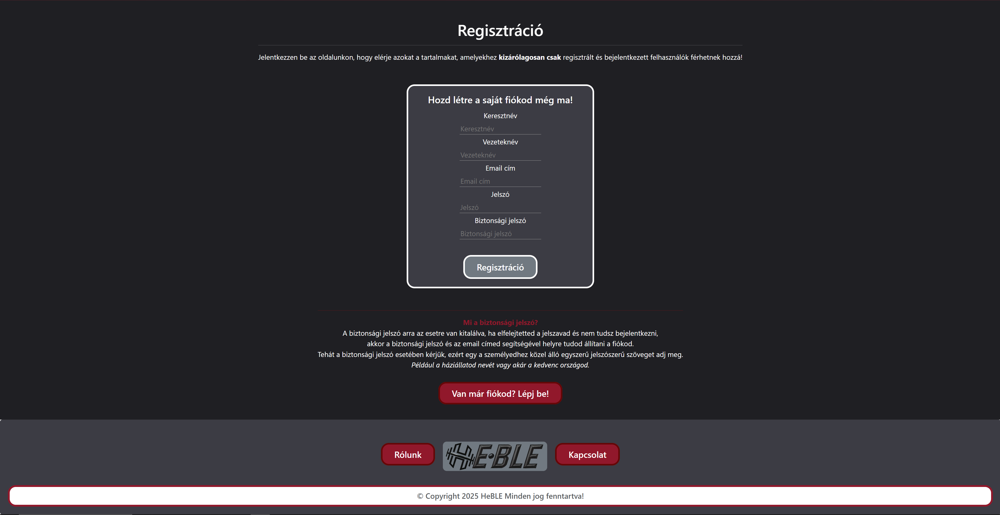 Regisztráció
Jelentkezzen be az oldalunkon, hogy elérje azokat a tartalmakat, amelyekhez kizárólagosan csak regisztrált és bejelentkezett felhasználók férhetnek hozzá!
Hozd létre a saját fiókod még ma!
Keresztnév
Keresztnév
Vezeteknév
Vezeteknév
Email cím
Email cím
Jelszó
Jelszó
Biztonsági jelszó
Biztonsági jelszó
Regisztráció
Mi a biztonsági jelszó?
A biztonsági jelszó arra az esetre van kitalálva, ha elfelejtetted a jelszavad és nem tudsz bejelentkezni,
akkor a biztonsági jelszó és az email címed segítségével helyre tudod állítani a fiókod.
Tehát a biztonsági jelszó esetében kérjük, ezért egy a személyedhez közel álló egyszerű jelszószerű szöveget adj meg.
Például a háziállatod nevét vagy akár a kedvenc országod.
Van már fiókod? Lépj be!
Rólunk
HE·BLE
Kapcsolat
© Copyright 2025 HeBLE Minden jog fenntartva!